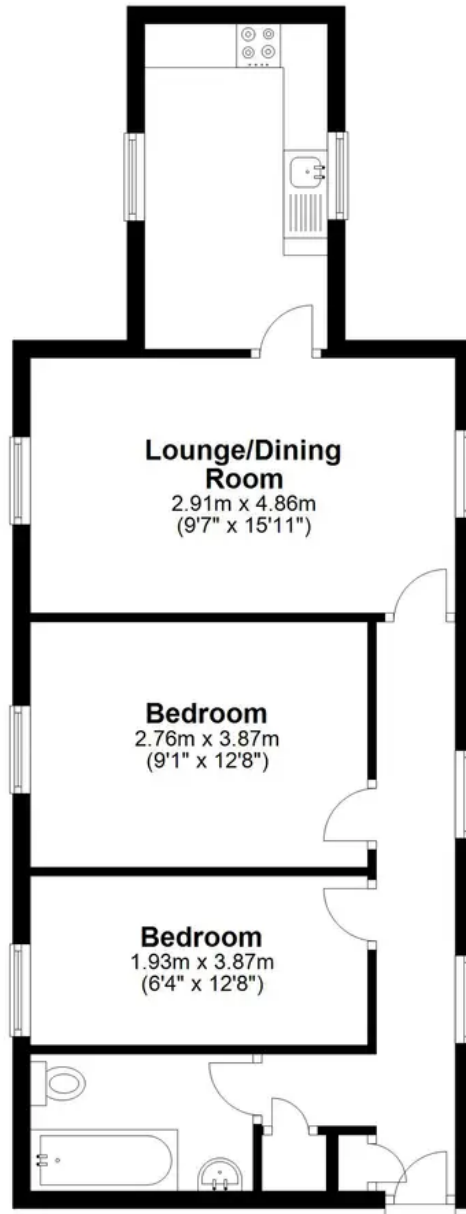 Lounge/Dining
Room
2.91m x 4.86m
(9'7" x 15'11")
Bedroom
2.76m x 3.87m
(9'1" x 12'8")
Bedroom
1.93m x 3.87m
(6'4" x 12'8")